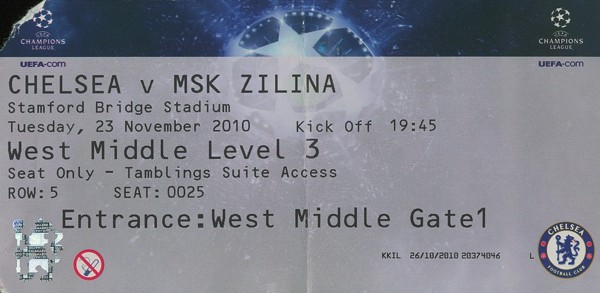 CHAMPIONS
LEAGUE
CHAMPIONS
LEAGUE
UEFA.com
UEFA.com
CHELSEA v MSK ZILINA
Stamford Bridge Stadium
Tuesday, 23 November 2010 Kick Off 19:45
West Middle Level 3
Seat Only - Tamblings Suite Access
ROW:5 SEAT:0025
Entrance:West Middle Gate1
KKIL 26/10/2010 20374046 L
CHELSEA
FOOTBALL CLUB